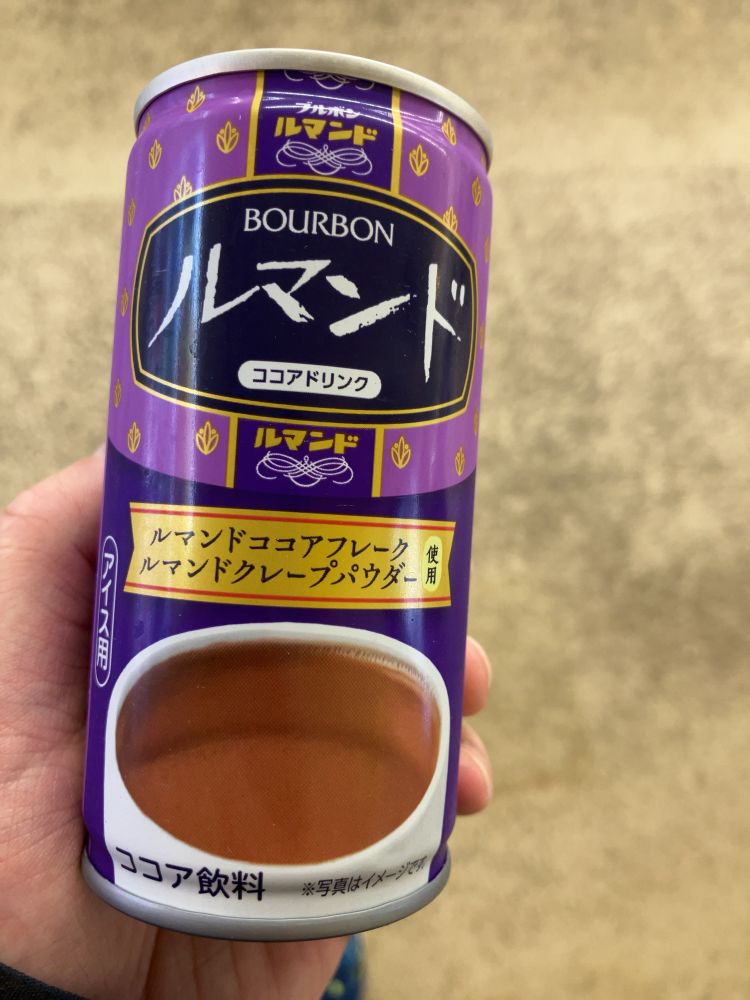 ブルボン
ルマンド
BOURBON
ルマンド
ココアドリンク
ルマンド
ルマンドココアフレーク
ルマンドクレープパウダー
使用
アイス用
ココア飲料
※写真はイメージです